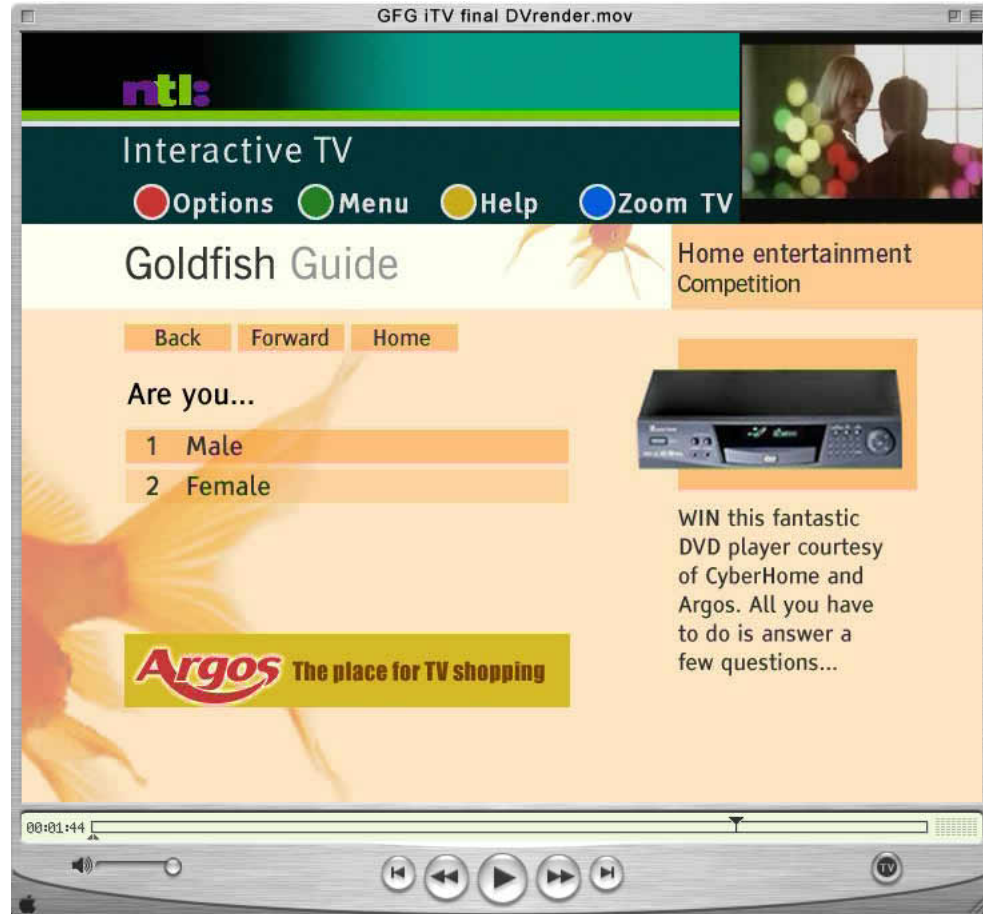 GFG iTV final DVrender.mov
ntl:
Interactive TV
Options Menu Help Zoom TV
Goldfish Guide
Home entertainment
Competition
Back Forward Home
Are you...
1 Male
2 Female
WIN this fantastic
DVD player courtesy
of CyberHome and
Argos. All you have
to do is answer a
few questions...
Argos The place for TV shopping
00:01:44
TV